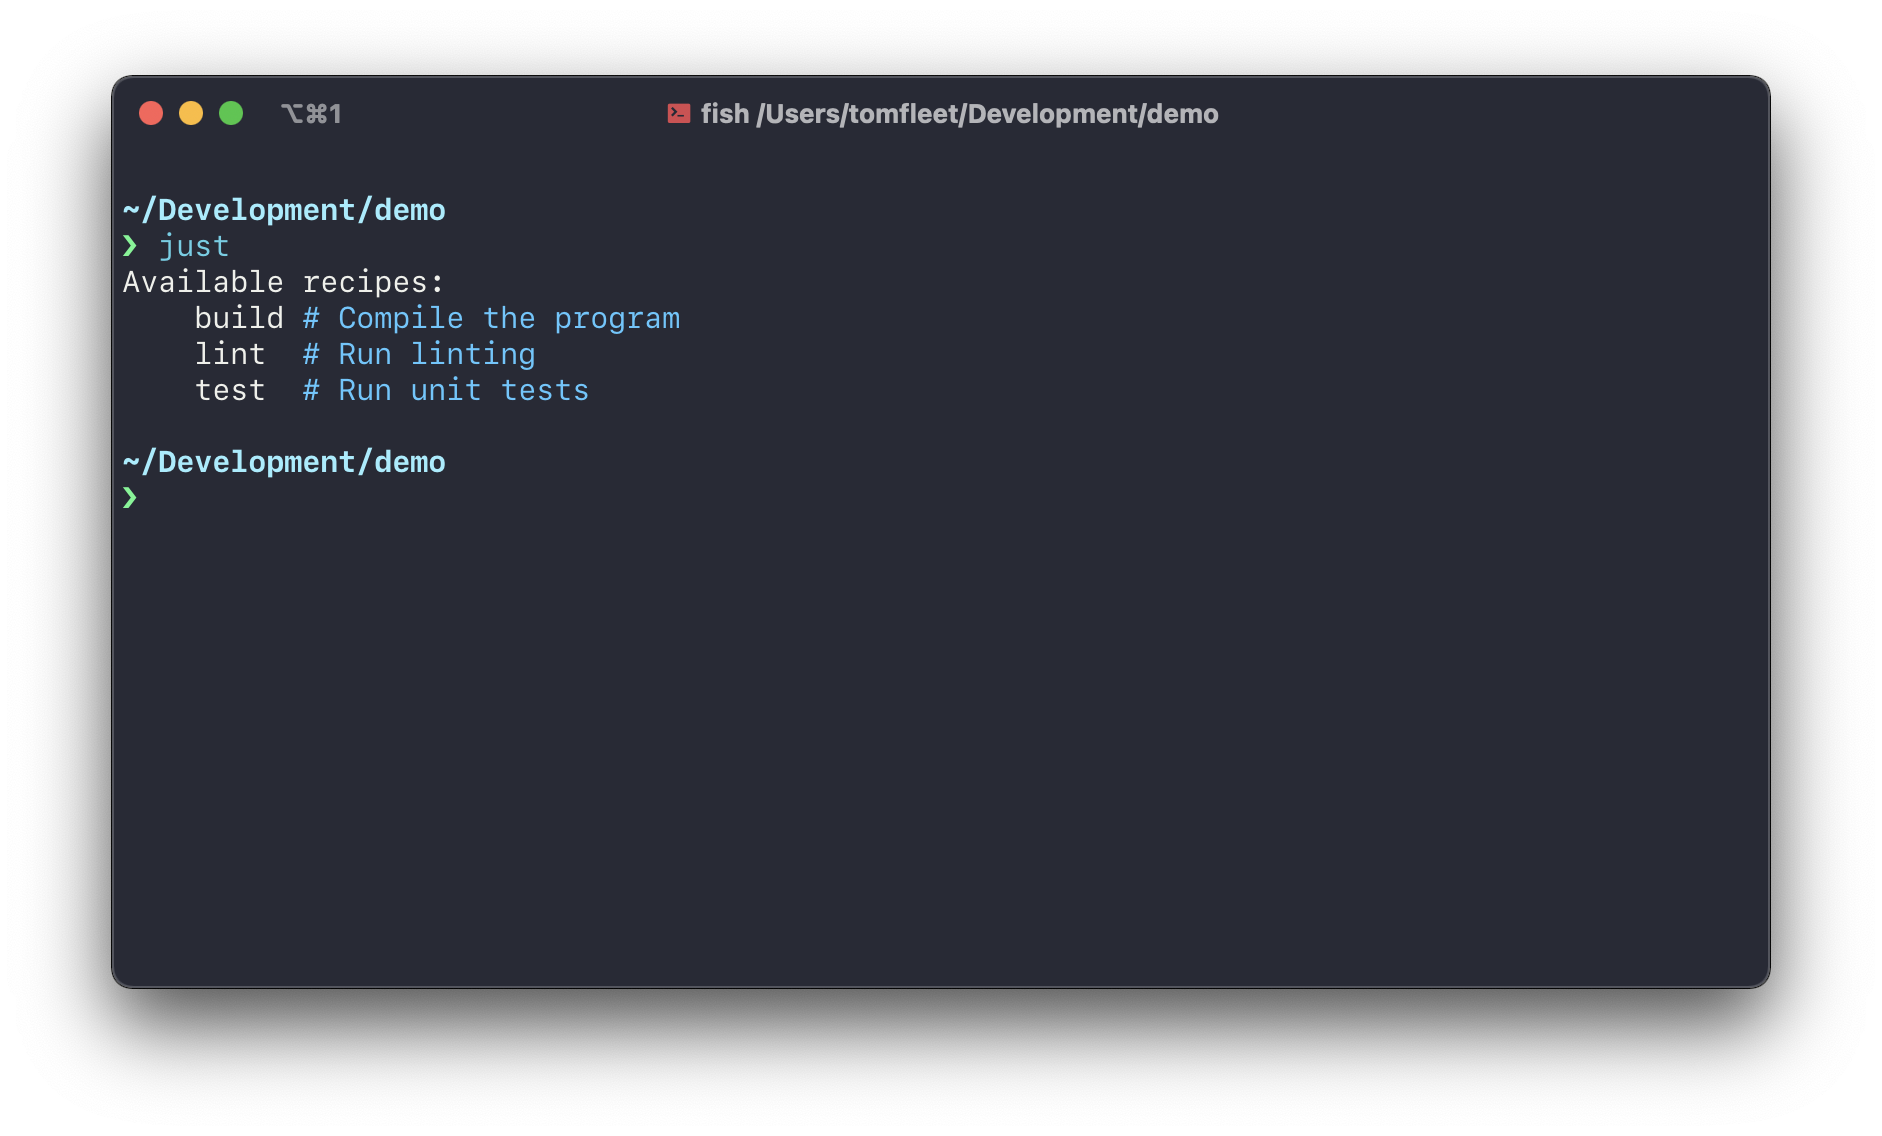 ⌥⌘1
fish /Users/tomfleet/Development/demo
~/Development/demo
❯ just
Available recipes:
    build # Compile the program
    lint  # Run linting
    test  # Run unit tests
~/Development/demo
❯